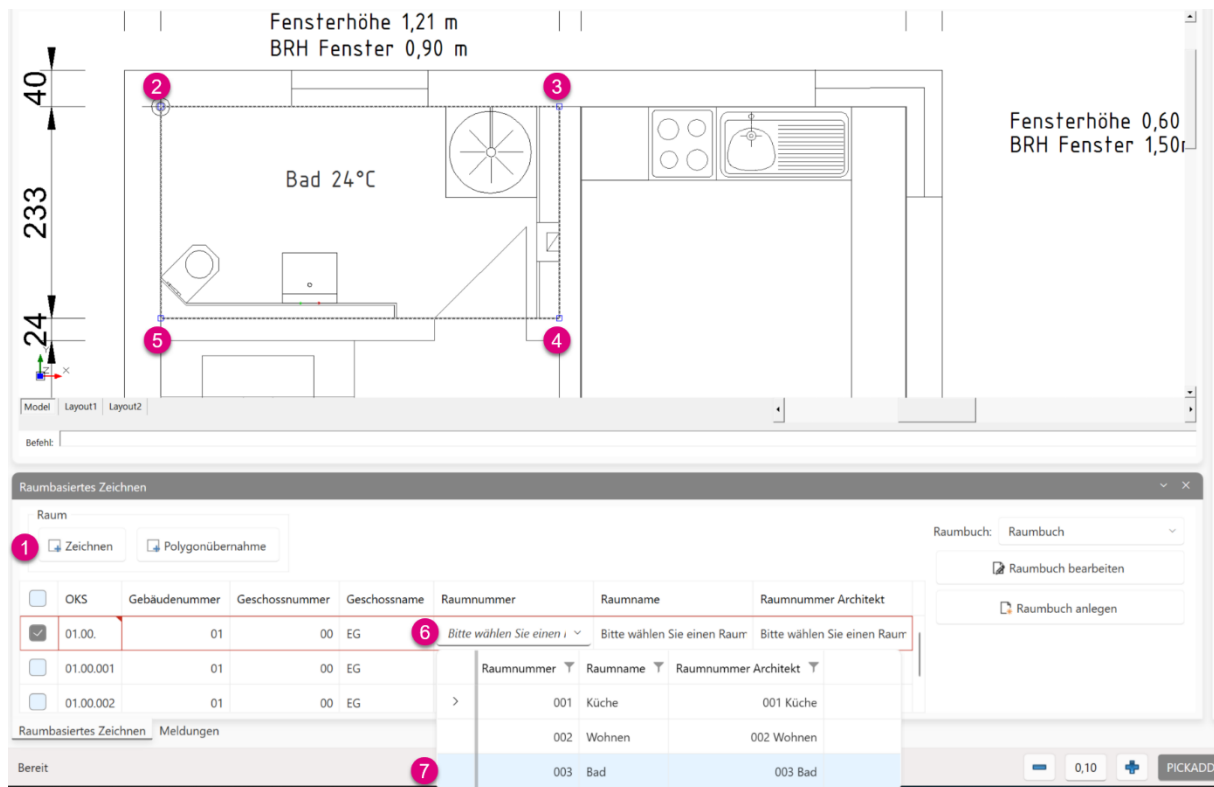 Fensterhöhe 1,21 m
BRH Fenster 0,90 m
40
2
3
Fensterhöhe 0,60
BRH Fenster 1,50m
Bad 24°C
233
24
5
4
Z
X
Model Layout1 Layout2
Befehl:
Raumbasiertes Zeichnen
Raum
1 Zeichnen Polygonübernahme
Raumbuch: Raumbuch
Raumbuch bearbeiten
Raumbuch anlegen
OKS Gebäudenummer Geschossnummer Geschossname Raumnummer Raumname Raumnummer Architekt
01.00. 01 00 EG 6 Bitte wählen Sie einen Bitte wählen Sie einen Raum Bitte wählen Sie einen Raum
01.00.001 01 00 EG
01.00.002 01 00 EG
Raumnummer Raumname Raumnummer Architekt
001 Küche 001 Küche
002 Wohnen 002 Wohnen
7 003 Bad 003 Bad
Raumbasiertes Zeichnen Meldungen
Bereit
0,10 PICKADD